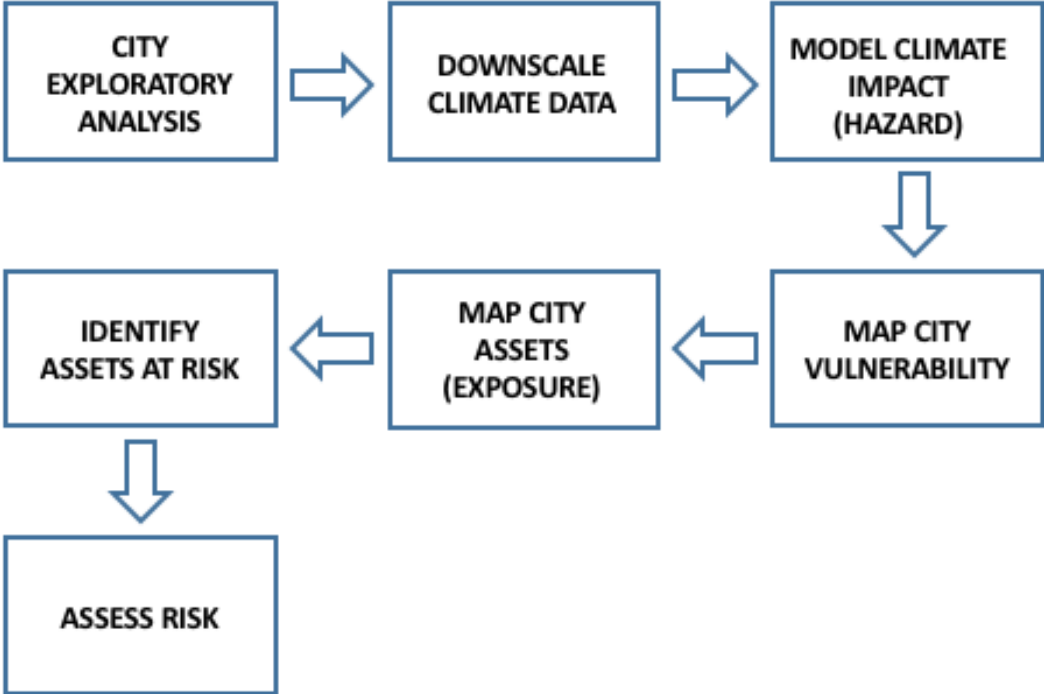 CITY
EXPLORATORY
ANALYSIS
DOWNSCALE
CLIMATE DATA
MODEL CLIMATE
IMPACT
(HAZARD)
MAP CITY
VULNERABILITY
MAP CITY
ASSETS
(EXPOSURE)
IDENTIFY
ASSETS AT RISK
ASSESS RISK